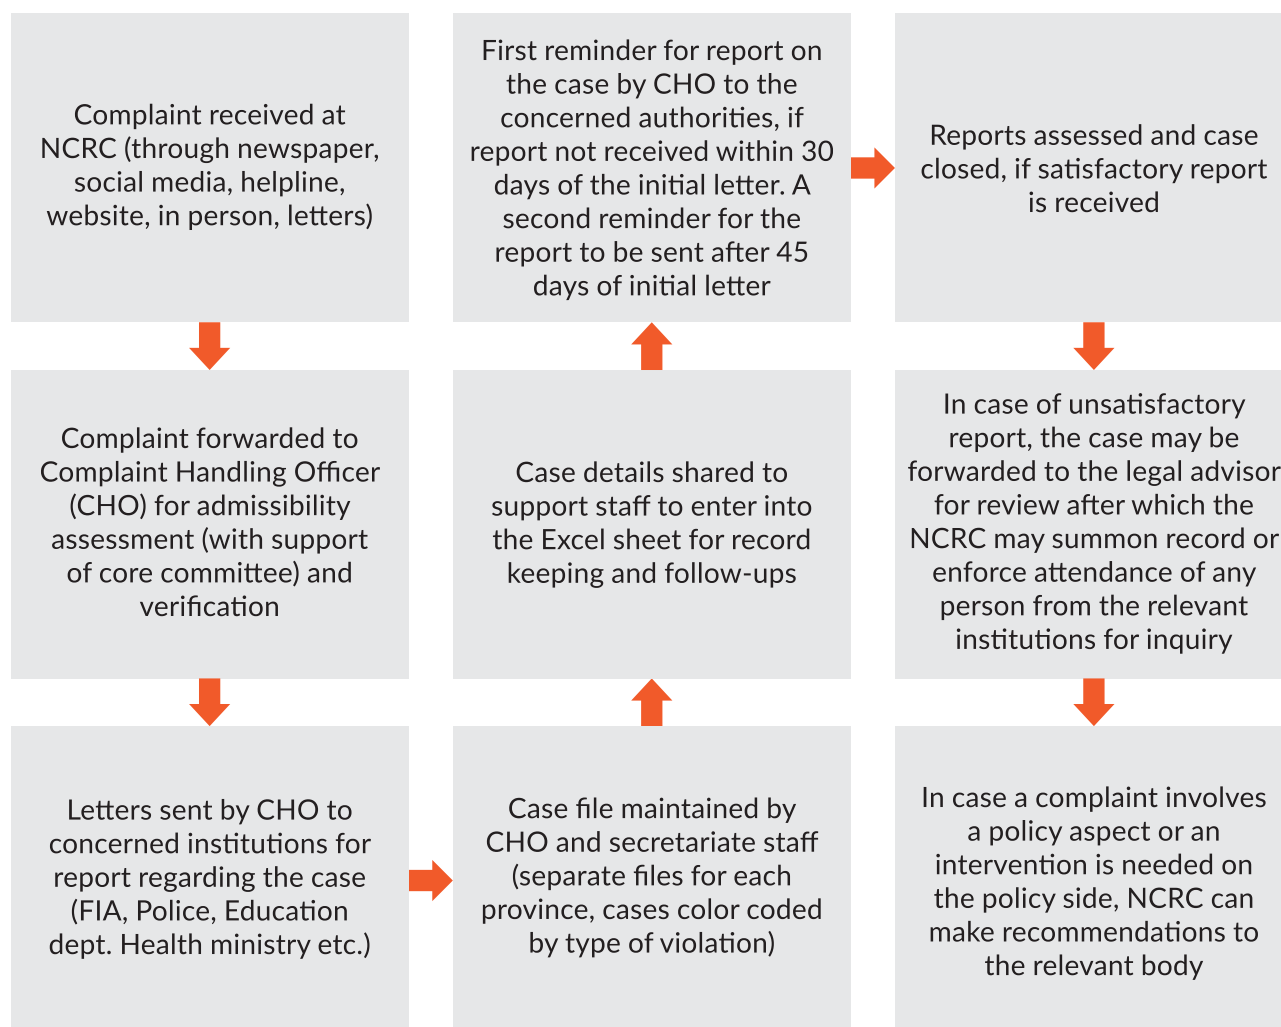 Complaint received at
NCRC (through newspaper,
social media, helpline,
website, in person, letters)
Complaint forwarded to
Complaint Handling Officer
(CHO) for admissibility
assessment (with support
of core committee) and
verification
Letters sent by CHO to
concerned institutions for
report regarding the case
(FIA, Police, Education
dept. Health ministry etc.)
Case file maintained by
CHO and secretariate staff
(separate files for each
province, cases color coded
by type of violation)
Case details shared to
support staff to enter into
the Excel sheet for record
keeping and follow-ups
First reminder for report on
the case by CHO to the
concerned authorities, if
report not received within 30
days of the initial letter. A
second reminder for the
report to be sent after 45
days of initial letter
Reports assessed and case
closed, if satisfactory report
is received
In case of unsatisfactory
report, the case may be
forwarded to the legal advisor
for review after which the
NCRC may summon record or
enforce attendance of any
person from the relevant
institutions for inquiry
In case a complaint involves
a policy aspect or an
intervention is needed on
the policy side, NCRC can
make recommendations to
the relevant body